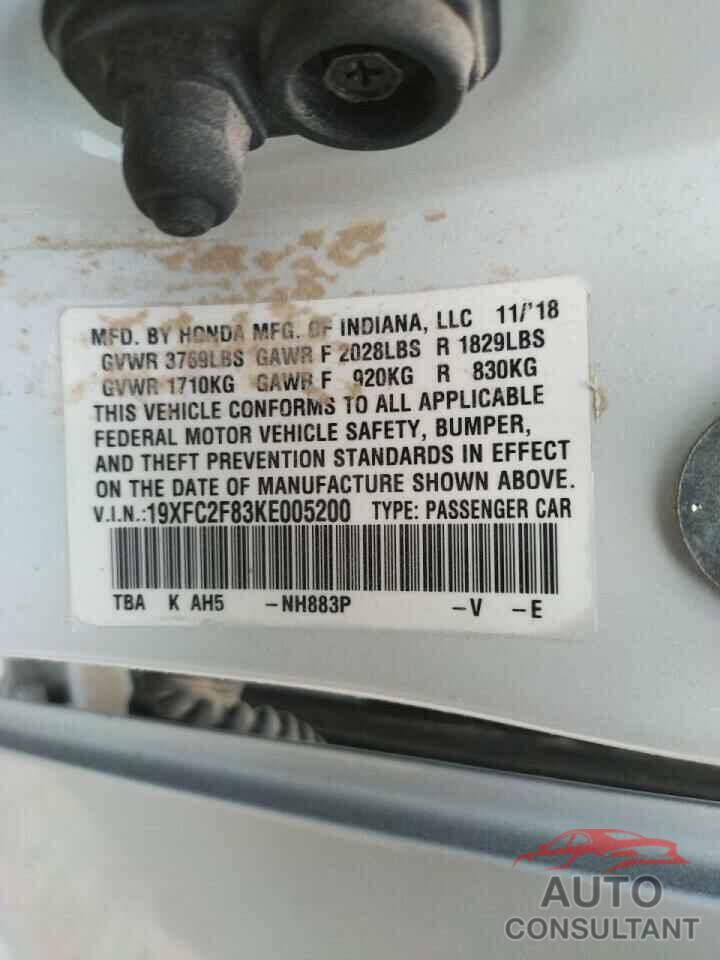 MFD. BY HONDA MFG. OF INDIANA, LLC 11/'18
GVWR 3769LBS GAWR F 2028LBS R 1829LBS
GVWR 1710KG GAWR F 920KG R 830KG
THIS VEHICLE CONFORMS TO ALL APPLICABLE
FEDERAL MOTOR VEHICLE SAFETY, BUMPER,
AND THEFT PREVENTION STANDARDS IN EFFECT
ON THE DATE OF MANUFACTURE SHOWN ABOVE.
V.I.N.:19XFC2F83KE005200 TYPE: PASSENGER CAR
TBA K AH5 -NH883P -V -E
AUTO
CONSULTANT